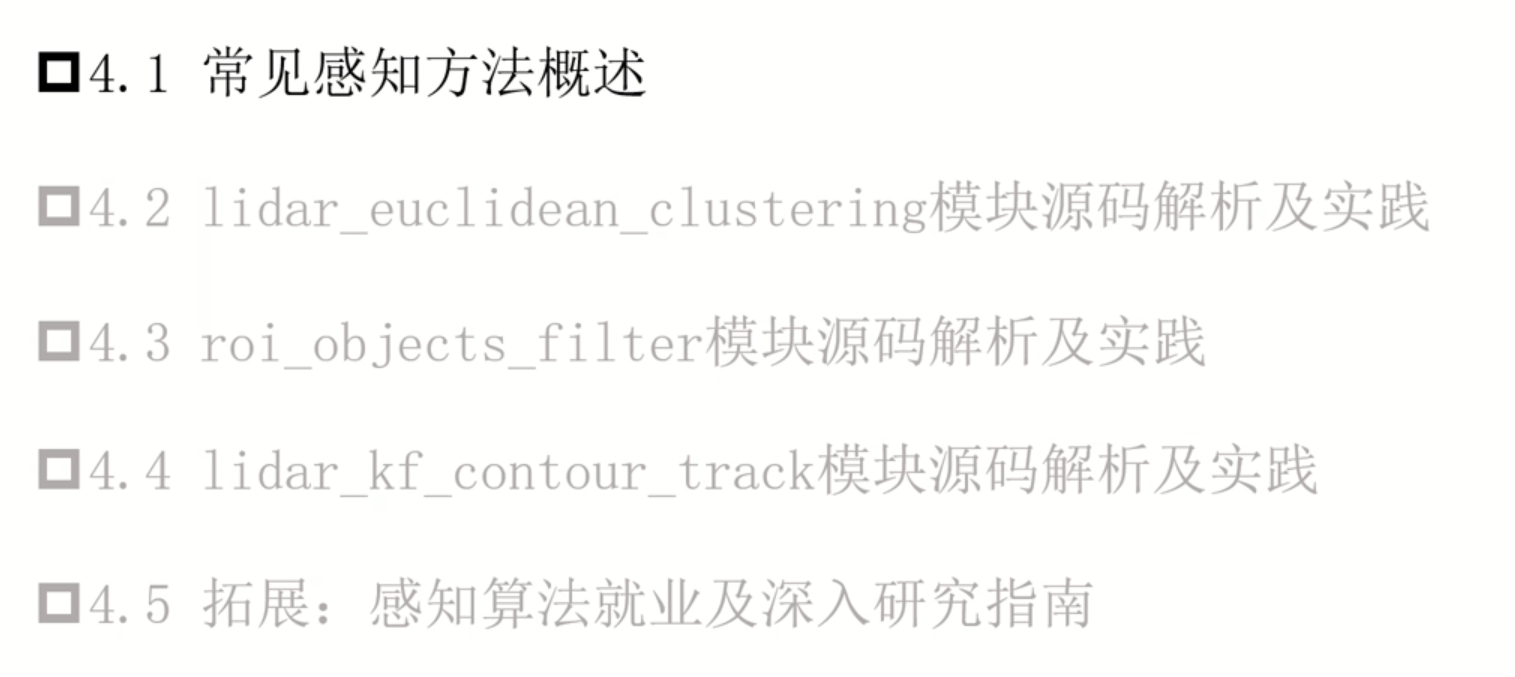 4.1 常见感知方法概述
4.2 lidar_euclidean_clustering模块源码解析及实践
4.3 roi_objects_filter模块源码解析及实践
4.4 lidar_kf_contour_track模块源码解析及实践
4.5 拓展：感知算法就业及深入研究指南